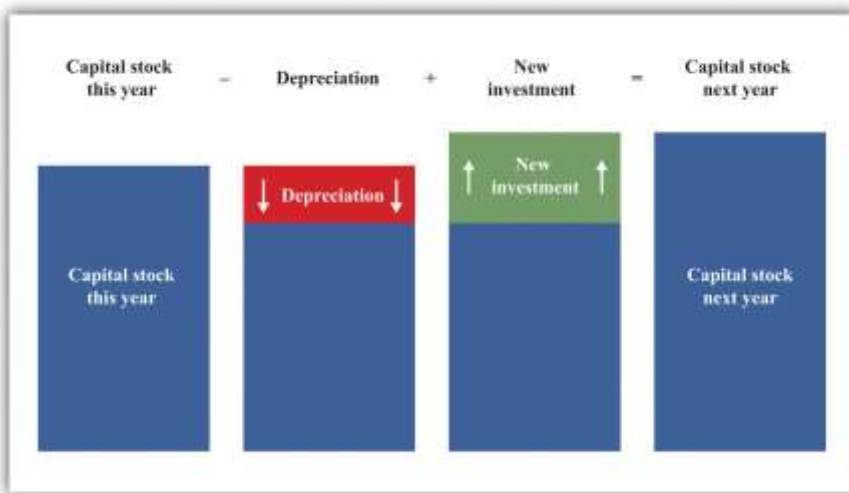 Capital stock
this year
–
Depreciation
+
New
investment
=
Capital stock
next year
Capital stock
this year
Depreciation
New
investment
Capital stock
next year